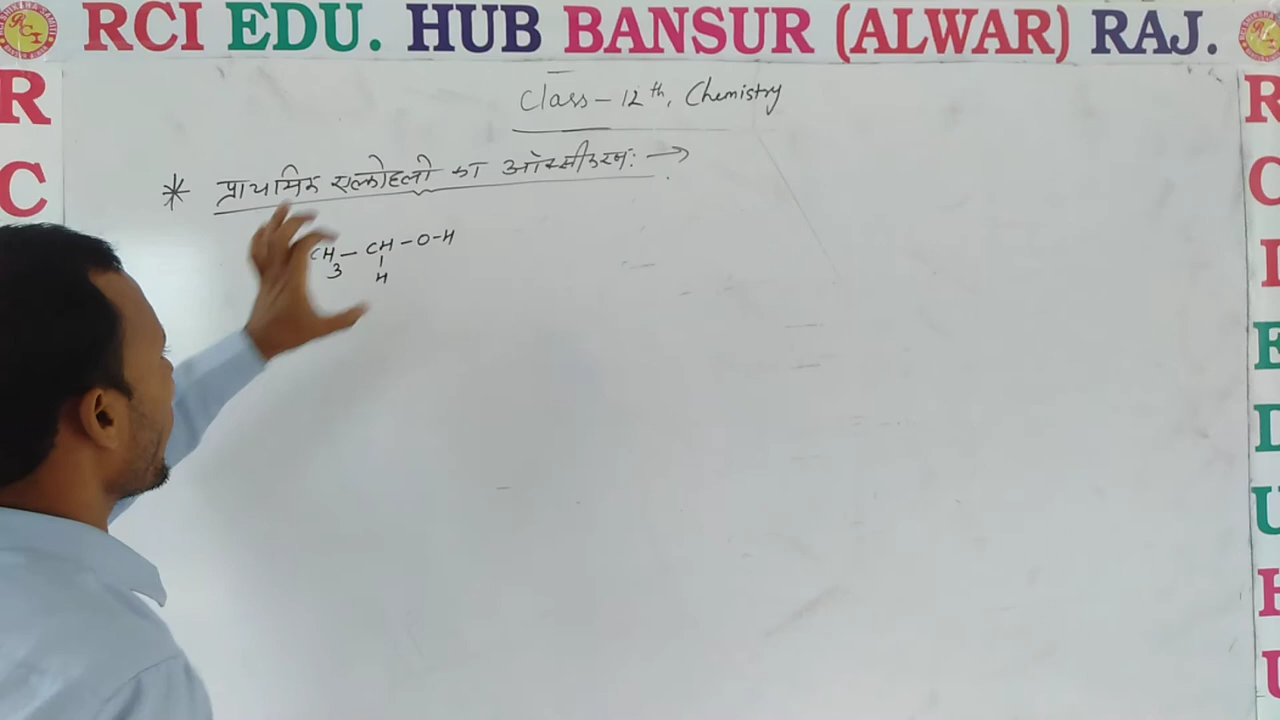 RCI EDU. HUB BANSUR (ALWAR) RAJ.
Class - 12th, Chemistry
* प्राथमिक एल्कोहलो का ऑक्सीकरण: →
CH3 — CH - O-H
|
H
R
C
R
C
I
E
D
U
H
U